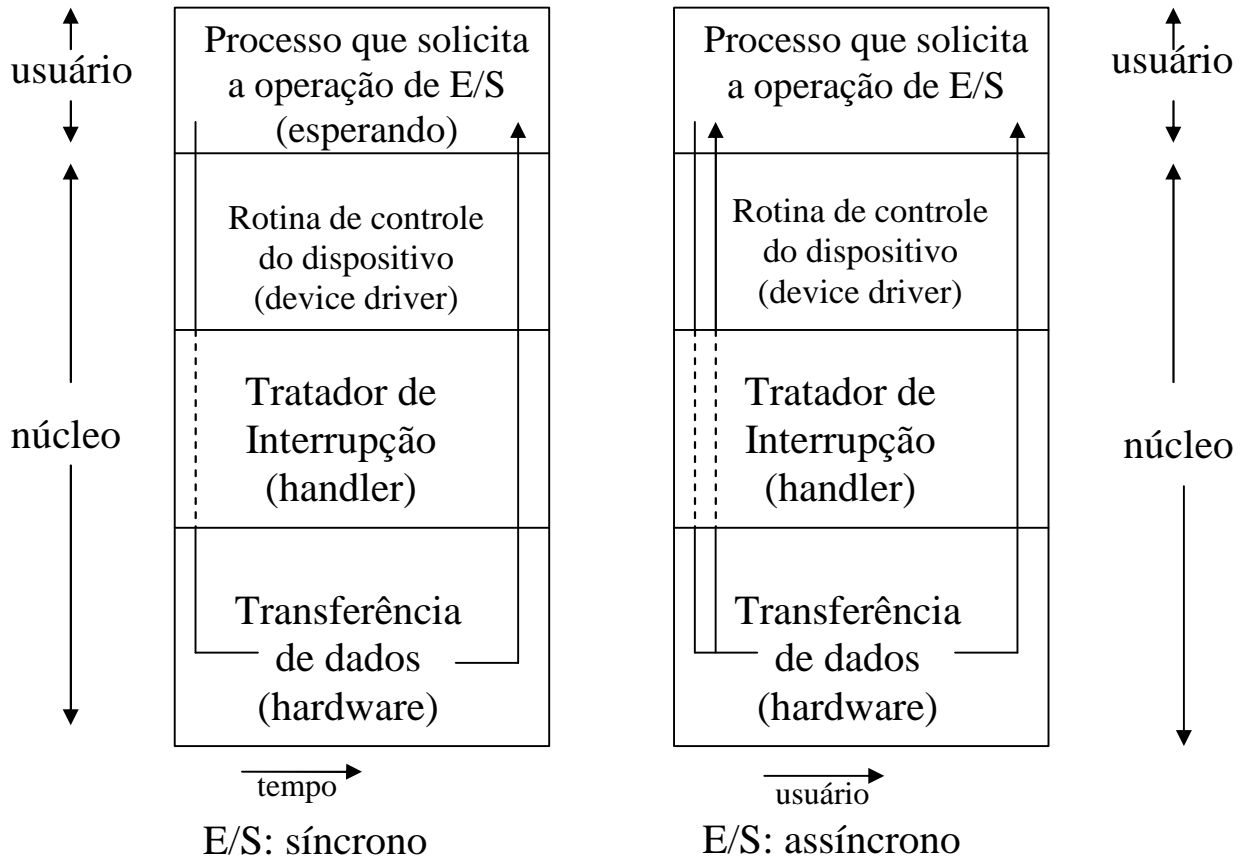 usuário
núcleo
Processo que solicita
a operação de E/S
(esperando)
Rotina de controle
do dispositivo
(device driver)
Tratador de
Interrupção
(handler)
Transferência
de dados
(hardware)
tempo
E/S: síncrono
Processo que solicita
a operação de E/S
Rotina de controle
do dispositivo
(device driver)
Tratador de
Interrupção
(handler)
Transferência
de dados
(hardware)
usuário
E/S: assíncrono
usuário
núcleo